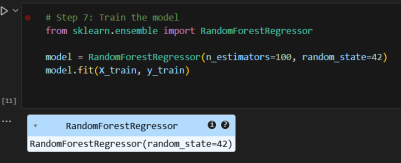 # Step 7: Train the model
from sklearn.ensemble import RandomForestRegressor
model = RandomForestRegressor(n_estimators=100, random_state=42)
model.fit(X_train, y_train)
[11]
...
RandomForestRegressor i ?
RandomForestRegressor(random_state=42)